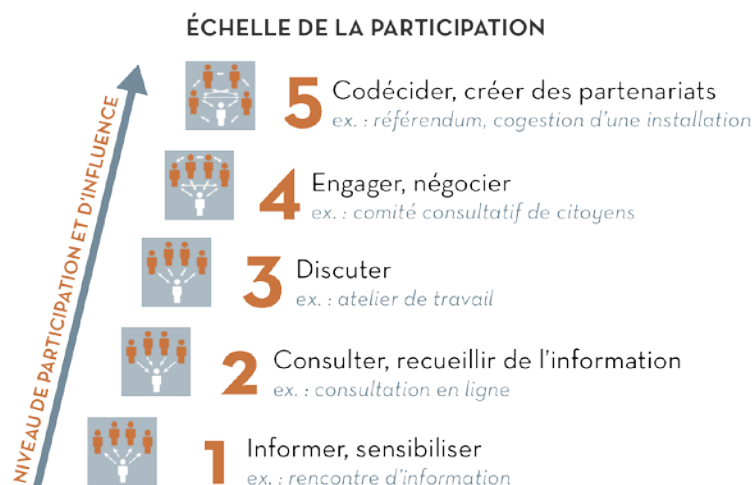 ÉCHELLE DE LA PARTICIPATION
NIVEAU DE PARTICIPATION ET D'INFLUENCE
5 Codécider, créer des partenariats
ex. : référendum, cogestion d'une installation
4 Engager, négocier
ex. : comité consultatif de citoyens
3 Discuter
ex. : atelier de travail
2 Consulter, recueillir de l'information
ex. : consultation en ligne
1 Informer, sensibiliser
ex. : rencontre d'information